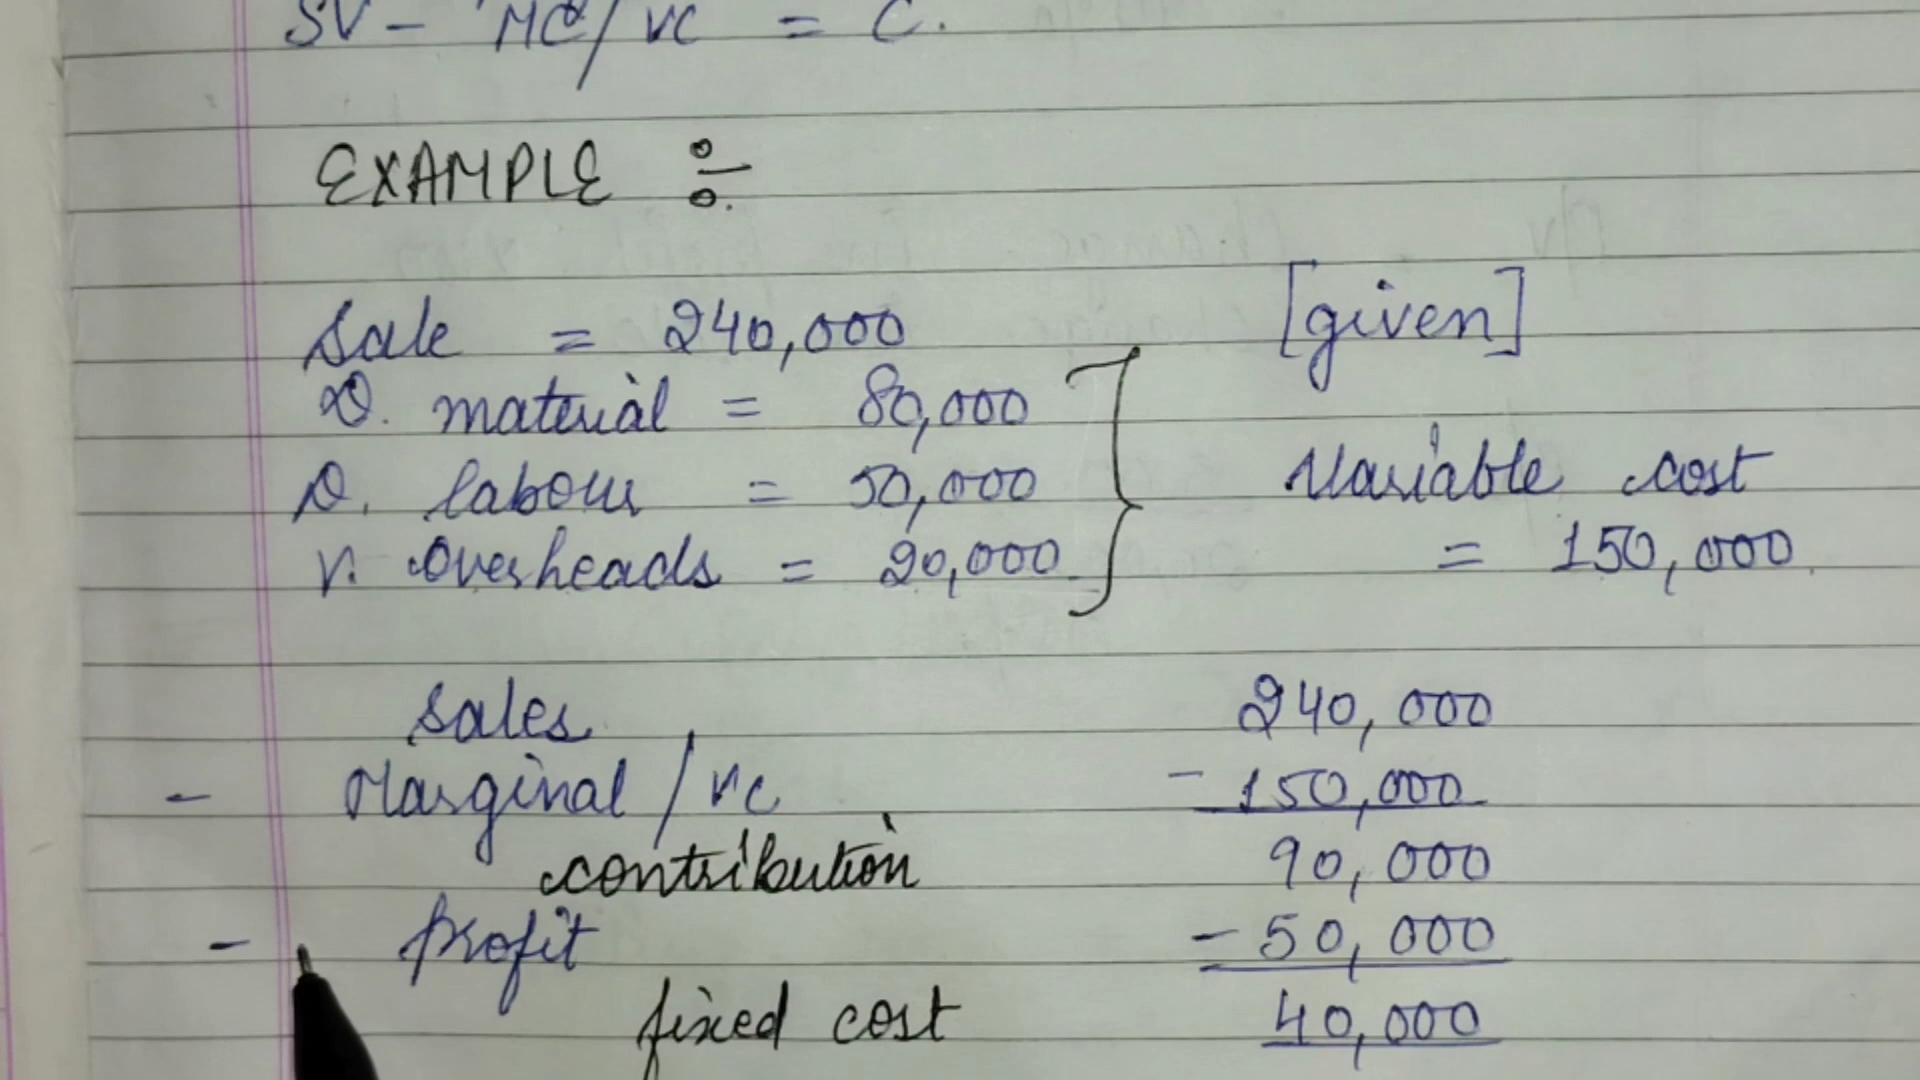 SV - MC/VC = C.
EXAMPLE ÷
Sale = 240,000 [given]
D. material = 80,000
D. labour = 50,000 Variable cost
V. overheads = 20,000 = 150,000
Sales 240,000
- Marginal/VC - 150,000
contribution 90,000
- Profit - 50,000
fixed cost 40,000